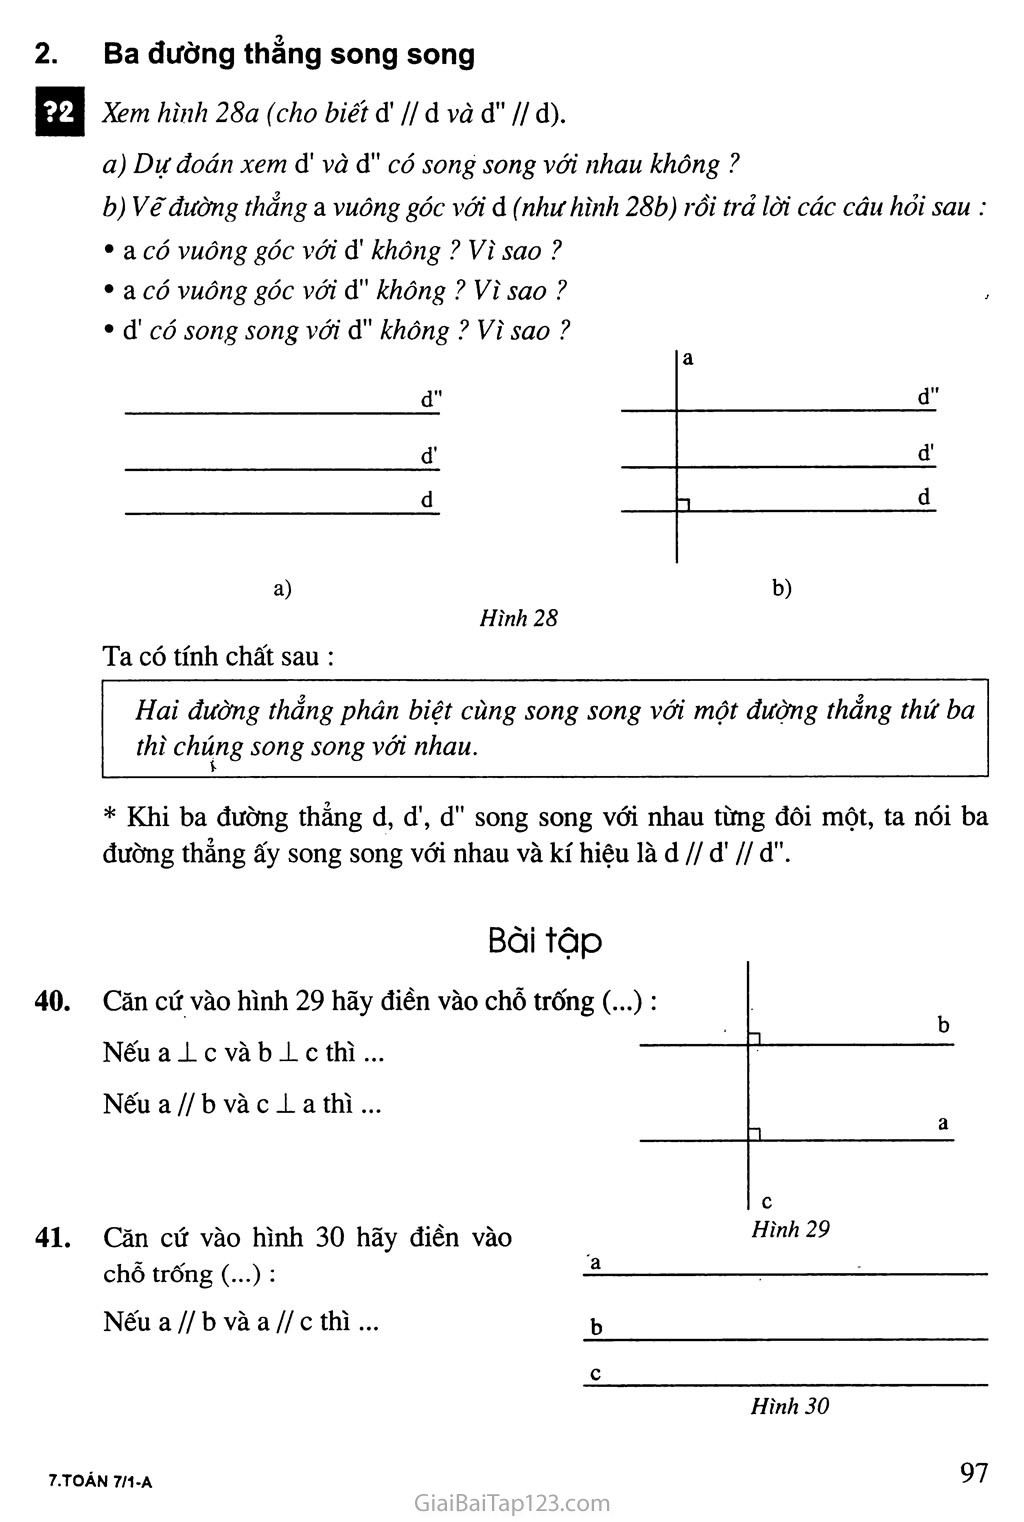 2. Ba đường thẳng song song
?2 Xem hình 28a (cho biết d' // d và d" // d).
a) Dự đoán xem d' và d" có song song với nhau không ?
b) Vẽ đường thẳng a vuông góc với d (như hình 28b) rồi trả lời các câu hỏi sau :
• a có vuông góc với d' không ? Vì sao ?
• a có vuông góc với d" không ? Vì sao ?
• d' có song song với d" không ? Vì sao ?
d"
d'
d
a)
a
d"
d'
d
b)
Hình 28
Ta có tính chất sau :
Hai đường thẳng phân biệt cùng song song với một đường thẳng thứ ba
thì chúng song song với nhau.
* Khi ba đường thẳng d, d', d" song song với nhau từng đôi một, ta nói ba
đường thẳng ấy song song với nhau và kí hiệu là d // d' // d".
Bài tập
40. Căn cứ vào hình 29 hãy điền vào chỗ trống (...) :
Nếu a ⊥ c và b ⊥ c thì ...
Nếu a // b và c ⊥ a thì ...
b
a
c
Hình 29
41. Căn cứ vào hình 30 hãy điền vào
chỗ trống (...) :
Nếu a // b và a // c thì ...
a
b
c
Hình 30
7.TOÁN 7/1-A
97
GiaiBaiTap123.com